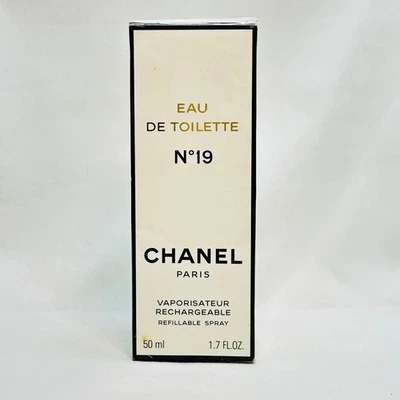 EAU
DE TOILETTE
N°19
CHANEL
PARIS
VAPORISATEUR
RECHARGEABLE
REFILLABLE SPRAY
50 ml 1.7 FL.OZ.